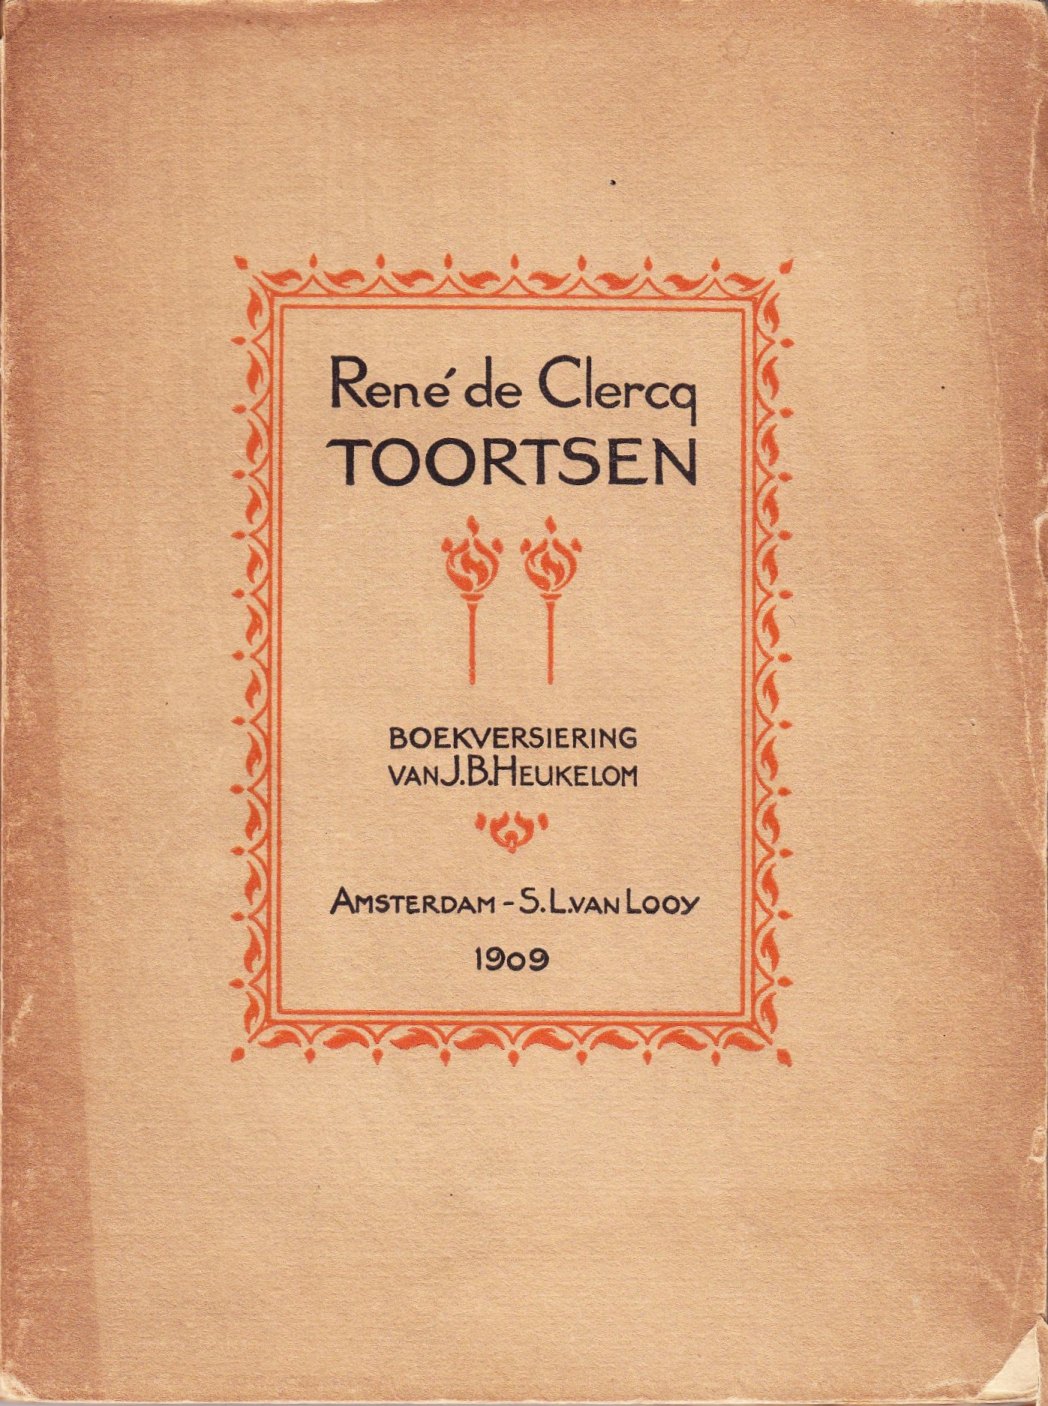 René de Clercq
TOORTSEN
BOEKVERSIERING
VAN J.B. HEUKELOM
AMSTERDAM - S. L. VAN LOOY
1909